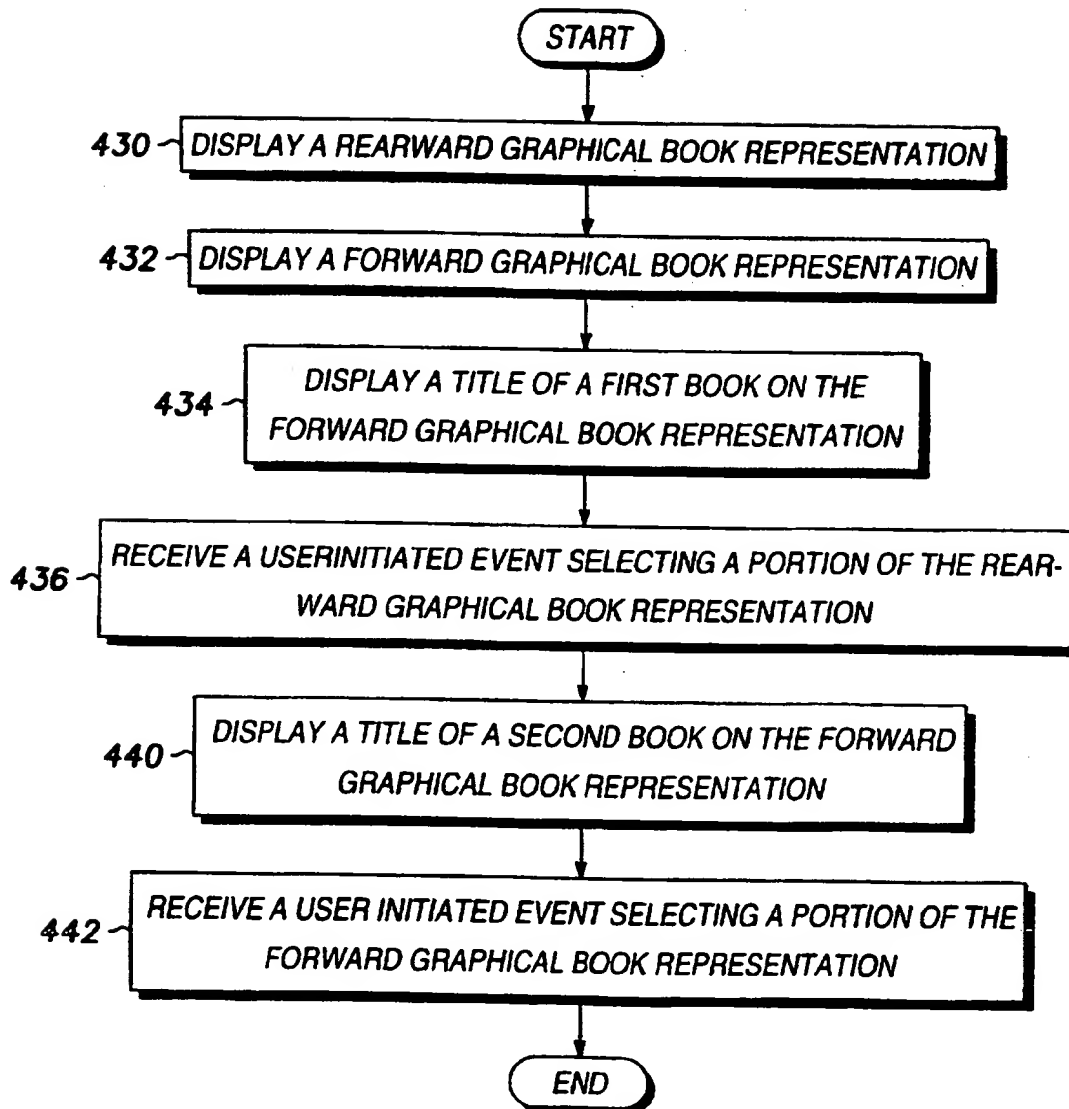 START
430 DISPLAY A REARWARD GRAPHICAL BOOK REPRESENTATION
432 DISPLAY A FORWARD GRAPHICAL BOOK REPRESENTATION
DISPLAY A TITLE OF A FIRST BOOK ON THE
434 FORWARD GRAPHICAL BOOK REPRESENTATION
RECEIVE A USERINITIATED EVENT SELECTING A PORTION OF THE REAR-
436 WARD GRAPHICAL BOOK REPRESENTATION
DISPLAY A TITLE OF A SECOND BOOK ON THE FORWARD
440 GRAPHICAL BOOK REPRESENTATION
RECEIVE A USER INITIATED EVENT SELECTING A PORTION OF THE
442 FORWARD GRAPHICAL BOOK REPRESENTATION
END